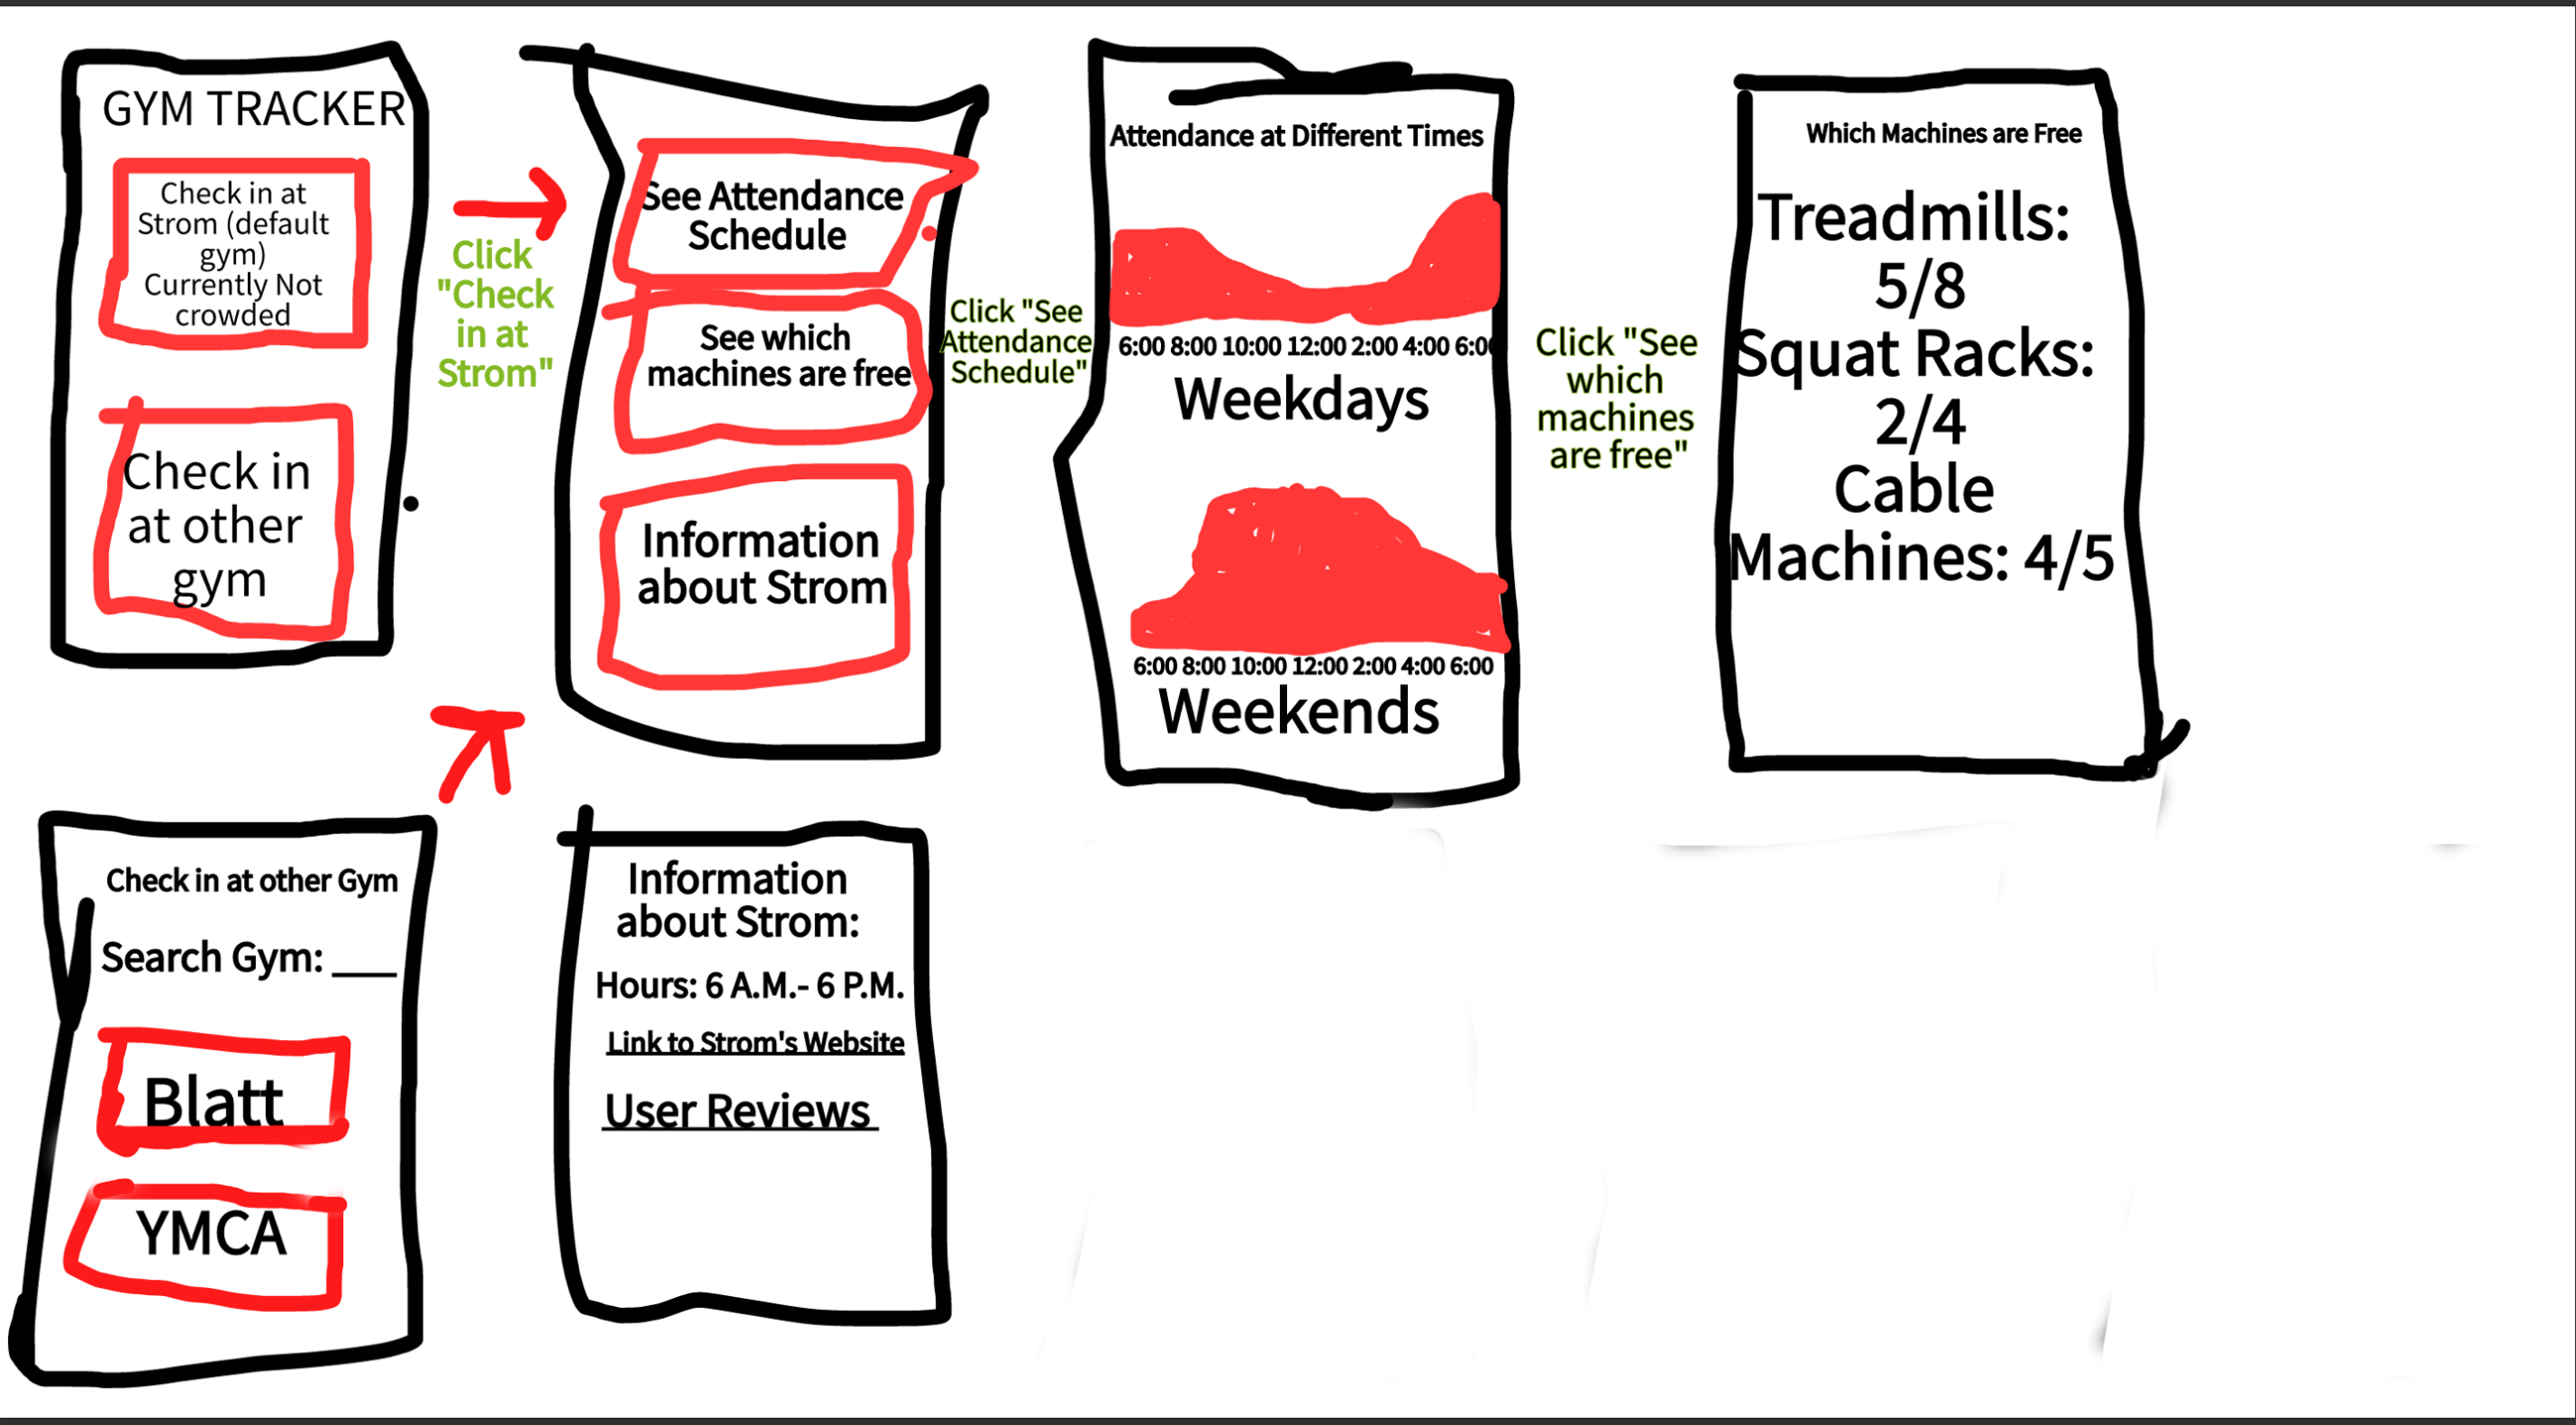 GYM TRACKER
Check in at
Strom (default
gym)
Currently Not
crowded
Check in
at other
gym
Click
"Check
in at
Strom"
See Attendance
Schedule
See which
machines are free
Information
about Strom
Click "See
Attendance
Schedule"
Attendance at Different Times
6:00 8:00 10:00 12:00 2:00 4:00 6:00
Weekdays
6:00 8:00 10:00 12:00 2:00 4:00 6:00
Weekends
Click "See
which
machines
are free"
Which Machines are Free
Treadmills:
5/8
Squat Racks:
2/4
Cable
Machines: 4/5
Check in at other Gym
Search Gym: ___
Blatt
YMCA
Information
about Strom:
Hours: 6 A.M.- 6 P.M.
Link to Strom's Website
User Reviews